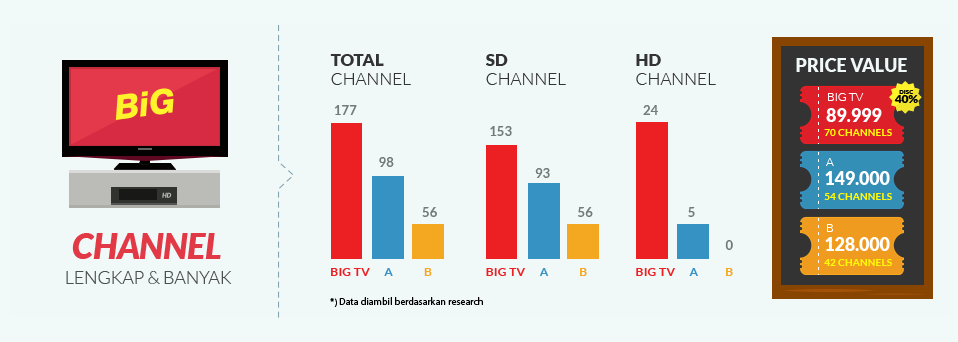 BiG
HD
CHANNEL
LENGKAP & BANYAK
TOTAL
CHANNEL
177
98
56
BIG TV A B
SD
CHANNEL
153
93
56
BIG TV A B
HD
CHANNEL
24
5
0
BIG TV A B
*) Data diambil berdasarkan research
PRICE VALUE
DISC
40%
BIG TV
89.999
70 CHANNELS
A
149.000
54 CHANNELS
B
128.000
42 CHANNELS